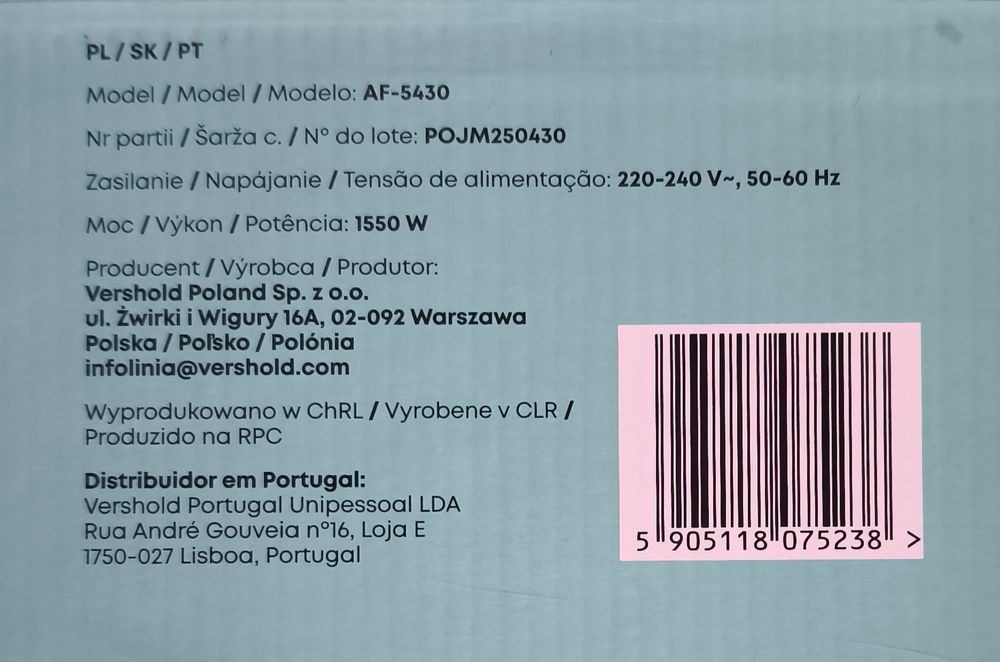 PL / SK / PT
Model / Model / Modelo: AF-5430
Nr partii / Šarža c. / N° do lote: POJM250430
Zasilanie / Napájanie / Tensão de alimentação: 220-240 V~, 50-60 Hz
Moc / Výkon / Potência: 1550 W
Producent / Výrobca / Produtor:
Vershold Poland Sp. z o.o.
ul. Żwirki i Wigury 16A, 02-092 Warszawa
Polska / Poľsko / Polónia
infolinia@vershold.com
Wyprodukowano w ChRL / Vyrobene v CLR /
Produzido na RPC
Distribuidor em Portugal:
Vershold Portugal Unipessoal LDA
Rua André Gouveia n°16, Loja E
1750-027 Lisboa, Portugal
5 905118 075238 >